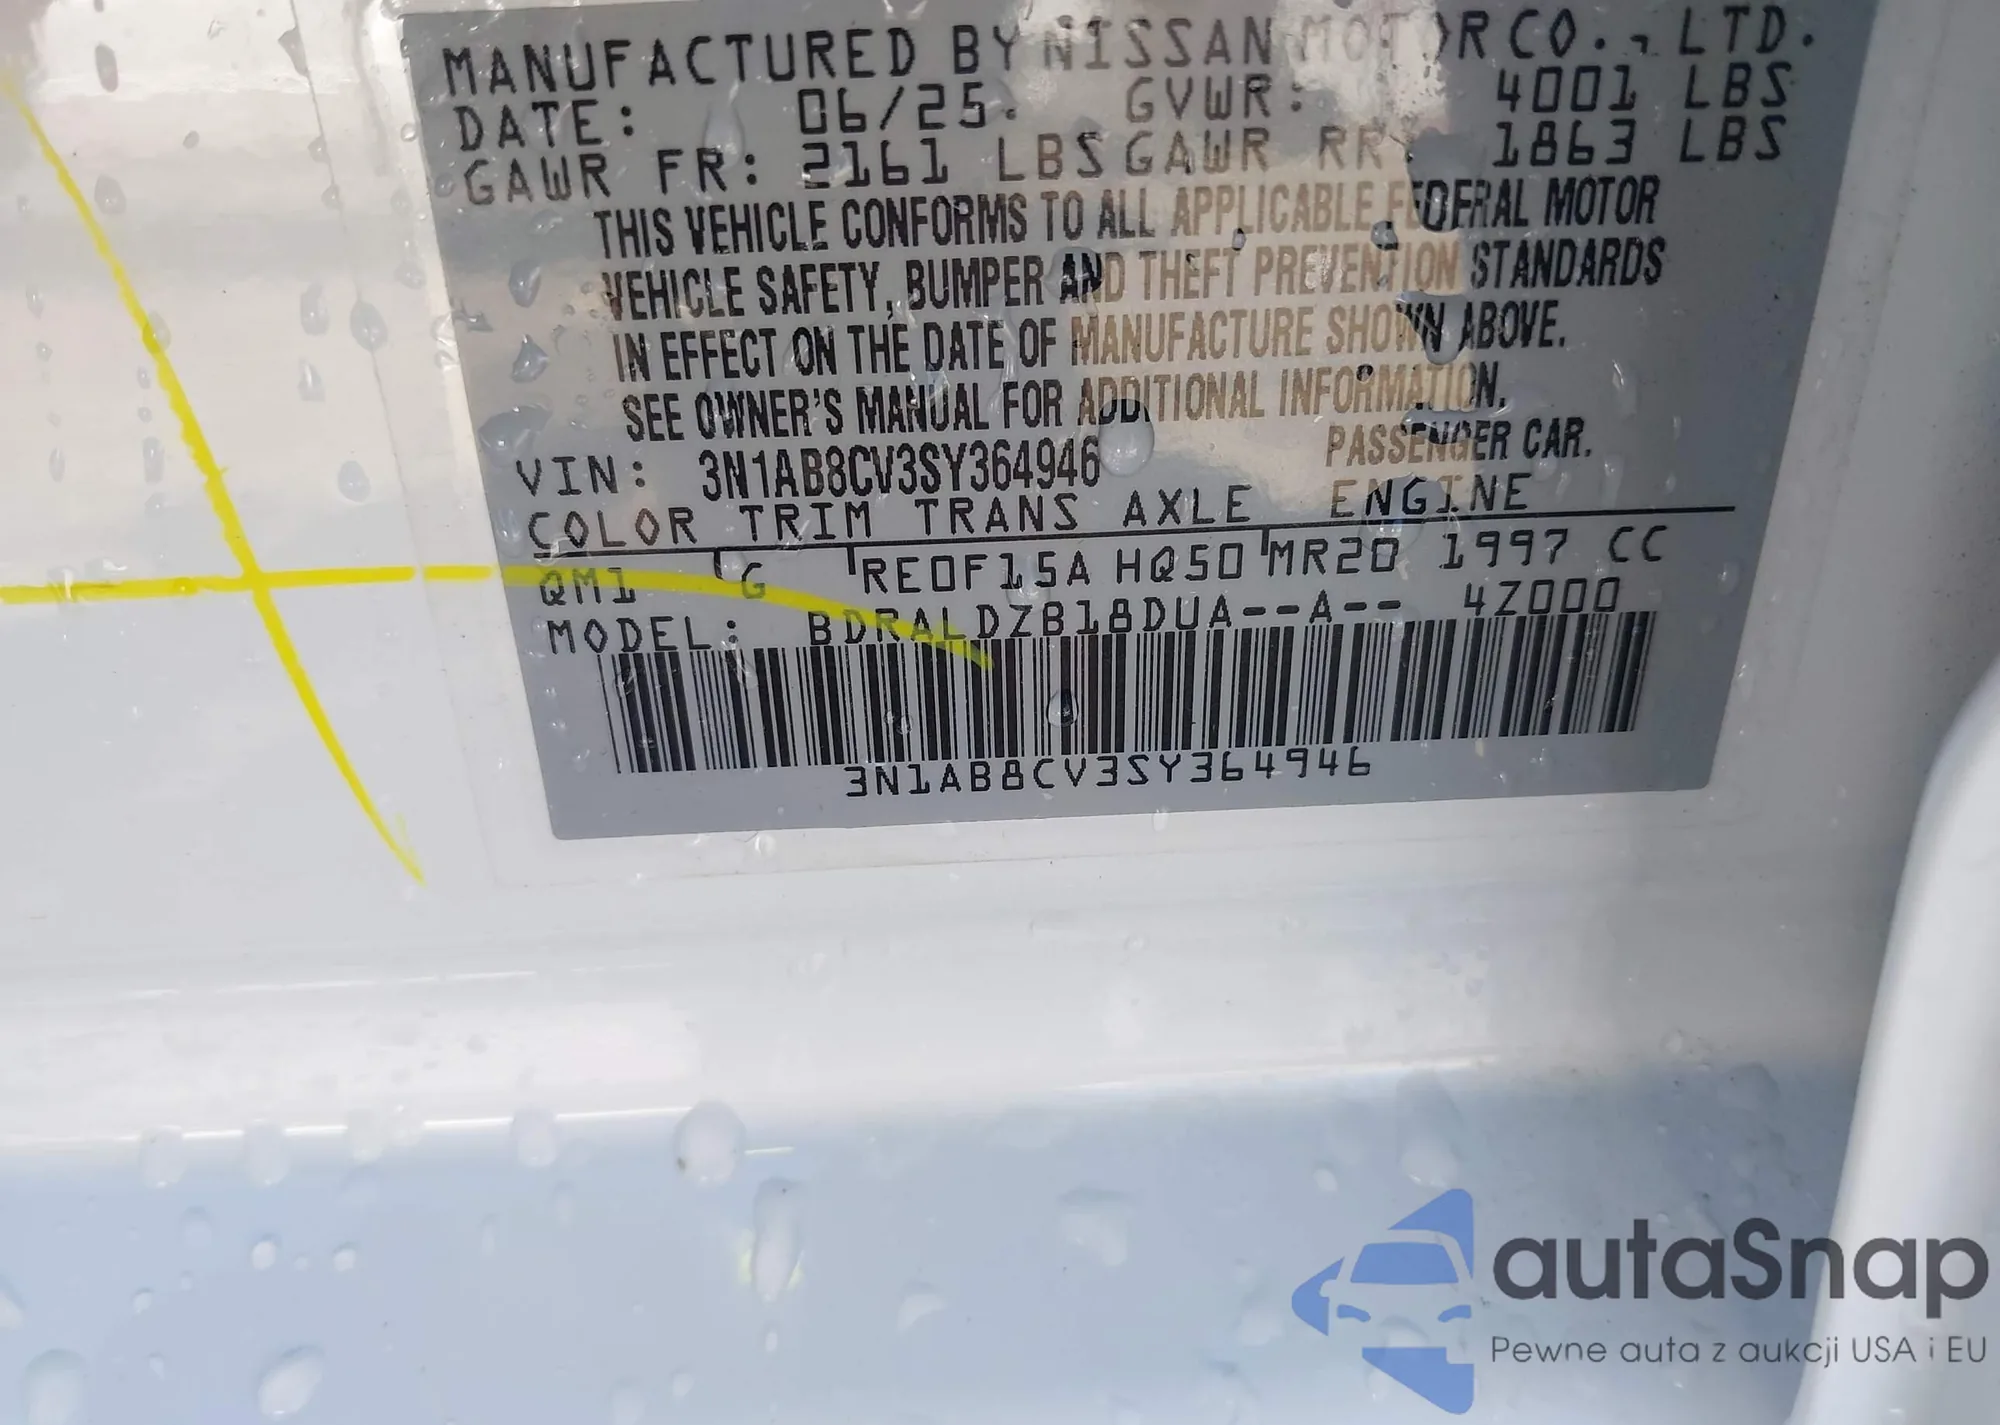 MANUFACTURED BY NISSAN MOTOR CO., LTD.
DATE: 06/25. GVWR: 4001 LBS
GAWR FR: 2161 LBS GAWR RR: 1863 LBS
THIS VEHICLE CONFORMS TO ALL APPLICABLE FEDERAL MOTOR
VEHICLE SAFETY, BUMPER AND THEFT PREVENTION STANDARDS
IN EFFECT ON THE DATE OF MANUFACTURE SHOWN ABOVE.
SEE OWNER'S MANUAL FOR ADDITIONAL INFORMATION.
VIN: 3N1AB8CV3SY364946 PASSENGER CAR.
COLOR TRIM TRANS AXLE ENGINE
QM1 G RE0F15A HQ50 MR20 1997 CC
MODEL: BDRALDZB18DUA--A-- 4Z000
3N1AB8CV3SY364946
autaSnap
Pewne auta z aukcji USA i EU